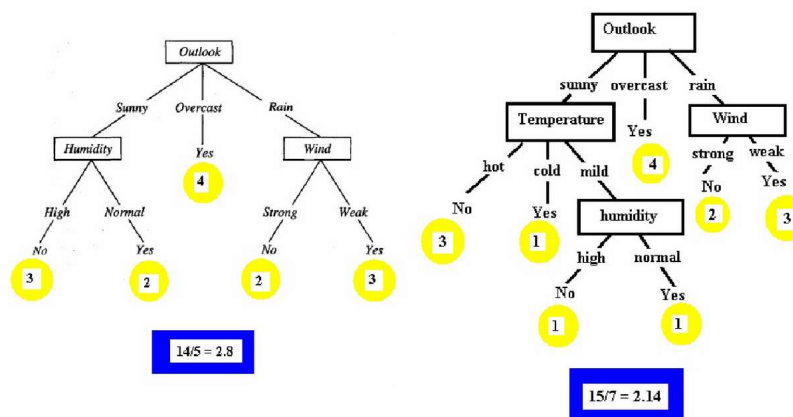 Outlook
Sunny Overcast Rain
Humidity Yes Wind
4
High Normal Strong Weak
No Yes No Yes
3 2 2 3
14/5 = 2.8
Outlook
sunny overcast rain
Temperature Yes Wind
4
hot cold mild strong weak
No Yes humidity No Yes
3 1 2 3
high normal
No Yes
1 1
15/7 = 2.14